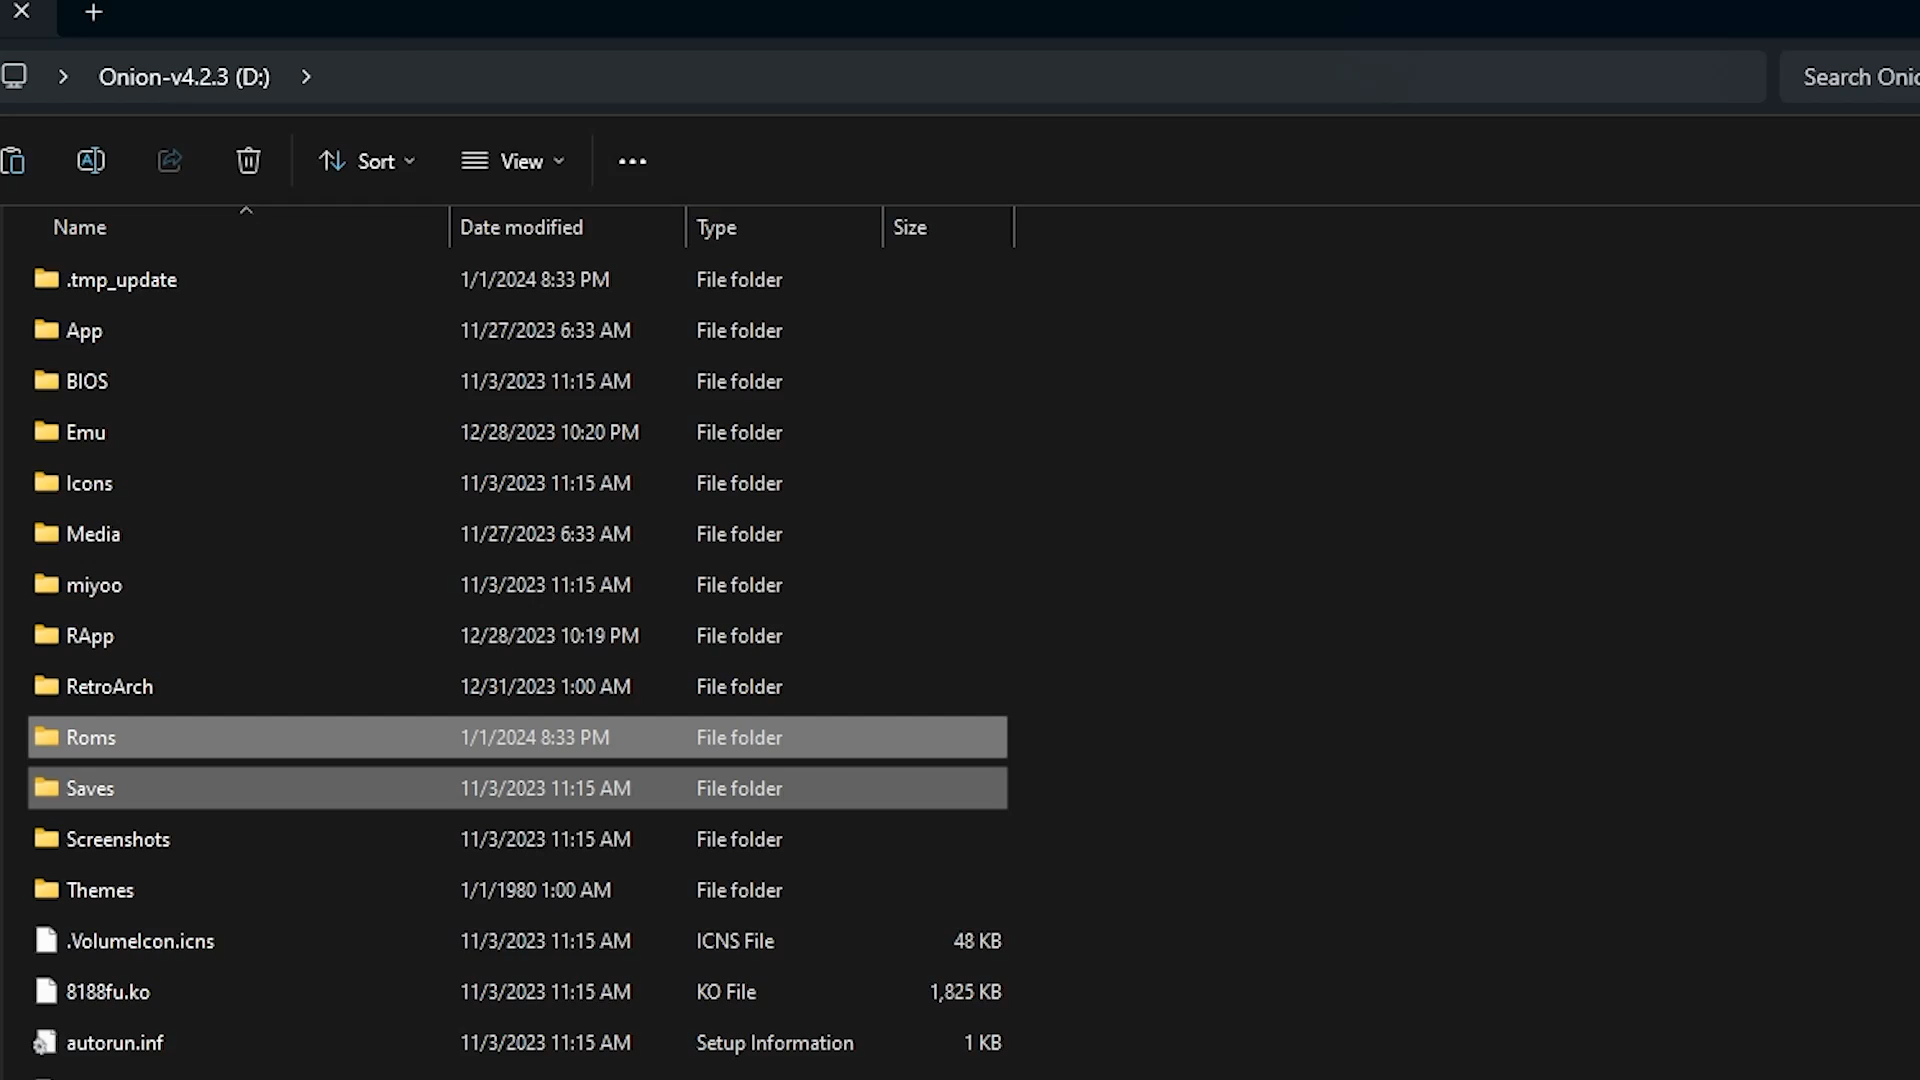 Onion-v4.2.3 (D:)
Search Onic
Sort
View
Name Date modified Type Size
.tmp_update 1/1/2024 8:33 PM File folder
App 11/27/2023 6:33 AM File folder
BIOS 11/3/2023 11:15 AM File folder
Emu 12/28/2023 10:20 PM File folder
Icons 11/3/2023 11:15 AM File folder
Media 11/27/2023 6:33 AM File folder
miyoo 11/3/2023 11:15 AM File folder
RApp 12/28/2023 10:19 PM File folder
RetroArch 12/31/2023 1:00 AM File folder
Roms 1/1/2024 8:33 PM File folder
Saves 11/3/2023 11:15 AM File folder
Screenshots 11/3/2023 11:15 AM File folder
Themes 1/1/1980 1:00 AM File folder
.VolumeIcon.icns 11/3/2023 11:15 AM ICNS File 48 KB
8188fu.ko 11/3/2023 11:15 AM KO File 1,825 KB
autorun.inf 11/3/2023 11:15 AM Setup Information 1 KB